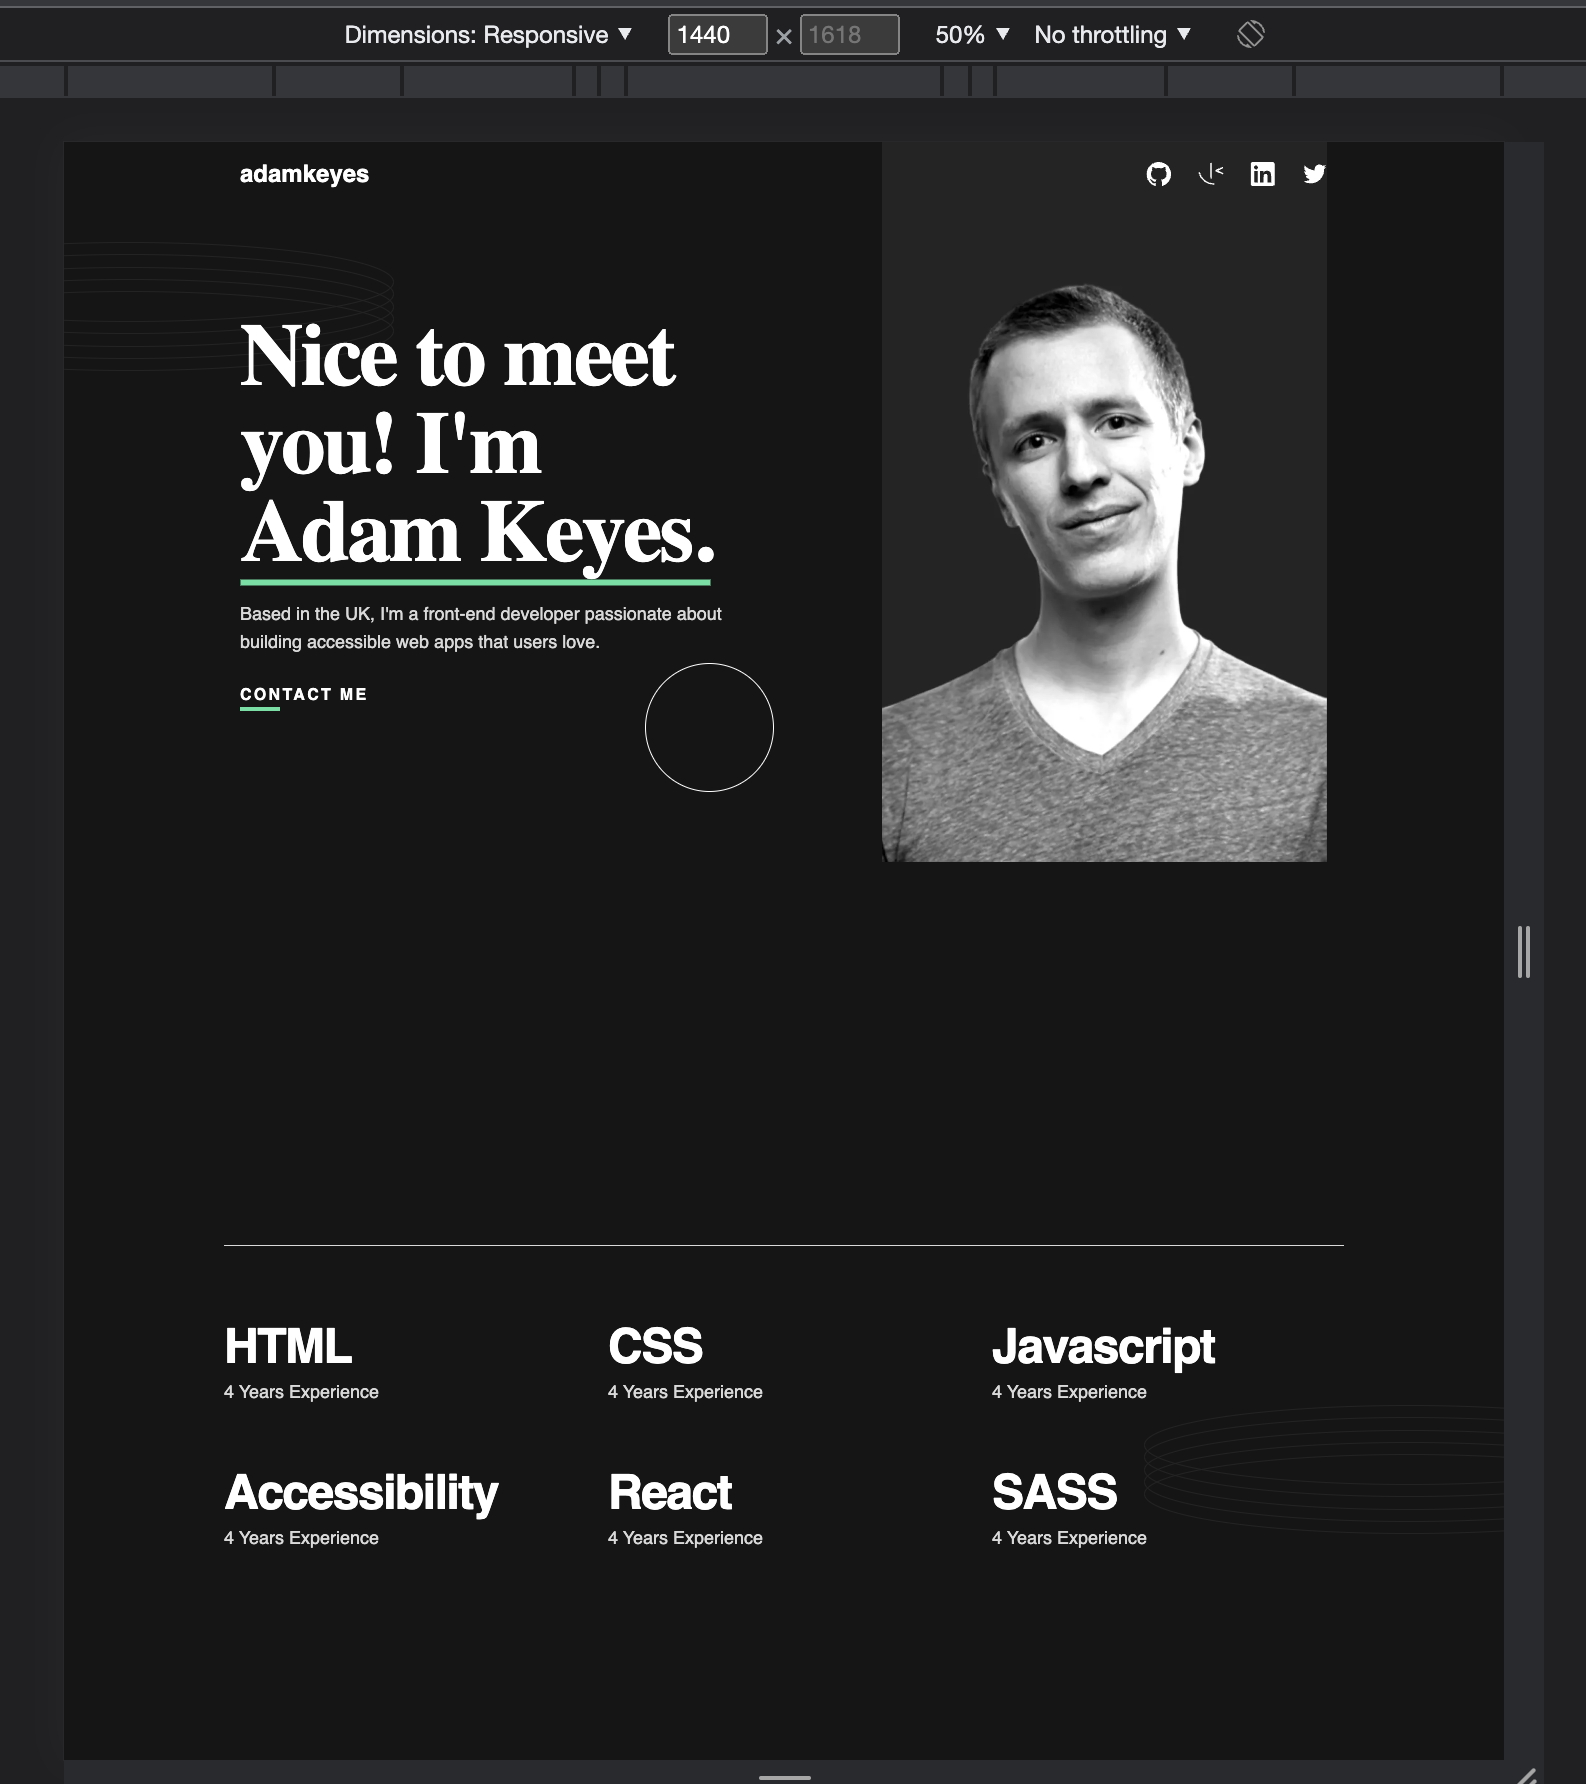 Dimensions: Responsive ▼ 1440 × 1618 50% ▼ No throttling ▼
adamkeyes
Nice to meet
you! I'm
Adam Keyes.
Based in the UK, I'm a front-end developer passionate about
building accessible web apps that users love.
CONTACT ME
HTML
4 Years Experience
CSS
4 Years Experience
Javascript
4 Years Experience
Accessibility
4 Years Experience
React
4 Years Experience
SASS
4 Years Experience